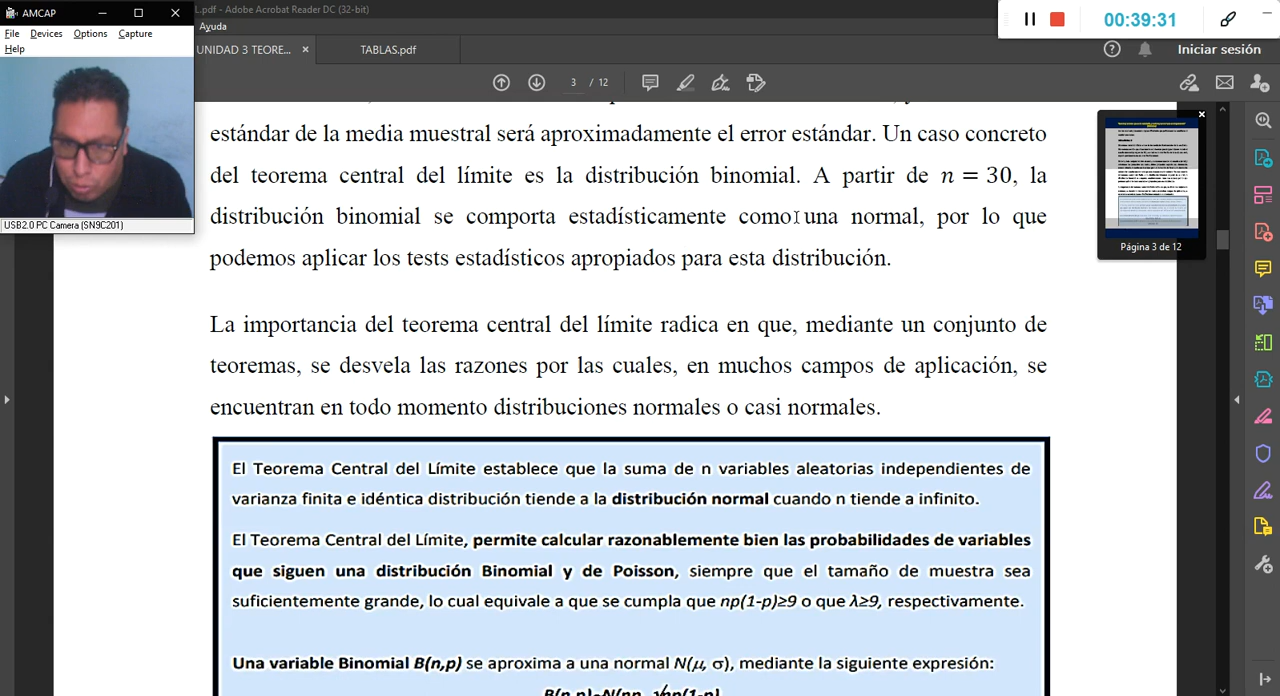 AMCAP
File Devices Options Capture
Help
USB2.0 PC Camera (SN9C201)
L.pdf - Adobe Acrobat Reader DC (32-bit)
Ayuda
UNIDAD 3 TEORE... × TABLAS.pdf
00:39:31
Iniciar sesión
3 / 12
estándar de la media muestral será aproximadamente el error estándar. Un caso concreto
del teorema central del límite es la distribución binomial. A partir de n = 30, la
distribución binomial se comporta estadísticamente como una normal, por lo que
podemos aplicar los tests estadísticos apropiados para esta distribución.
La importancia del teorema central del límite radica en que, mediante un conjunto de
teoremas, se desvela las razones por las cuales, en muchos campos de aplicación, se
encuentran en todo momento distribuciones normales o casi normales.
El Teorema Central del Límite establece que la suma de n variables aleatorias independientes de
varianza finita e idéntica distribución tiende a la distribución normal cuando n tiende a infinito.
El Teorema Central del Límite, permite calcular razonablemente bien las probabilidades de variables
que siguen una distribución Binomial y de Poisson, siempre que el tamaño de muestra sea
suficientemente grande, lo cual equivale a que se cumpla que np(1-p)≥9 o que λ≥9, respectivamente.
Una variable Binomial B(n,p) se aproxima a una normal N(μ, σ), mediante la siguiente expresión:
Página 3 de 12